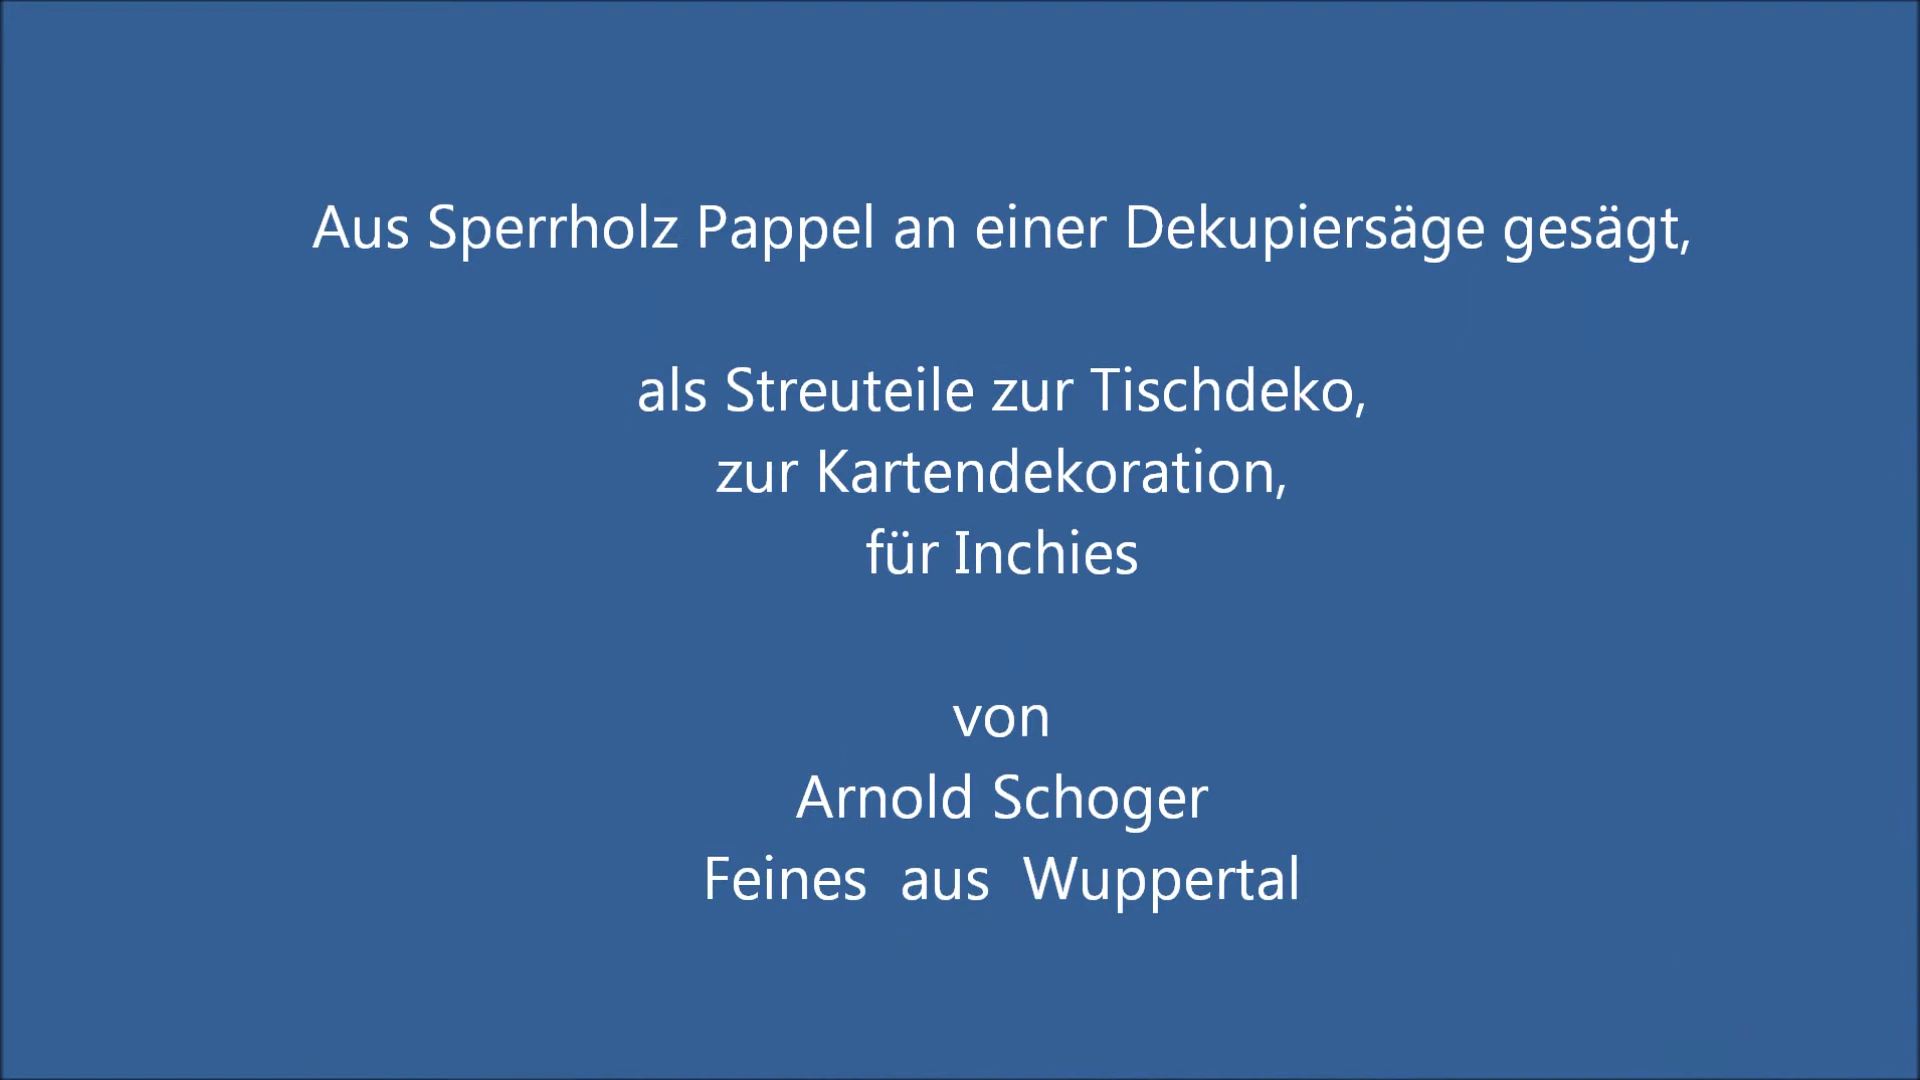 Aus Sperrholz Pappel an einer Dekupiersäge gesägt,
als Streuteile zur Tischdeko,
zur Kartendekoration,
für Inchies
von
Arnold Schoger
Feines aus Wuppertal